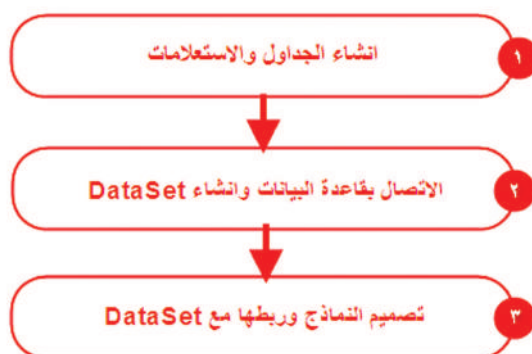 ١ انشاء الجداول والاستعلامات
٢ الاتصال بقاعدة البيانات وانشاء DataSet
٣ تصميم النماذج وربطها مع DataSet